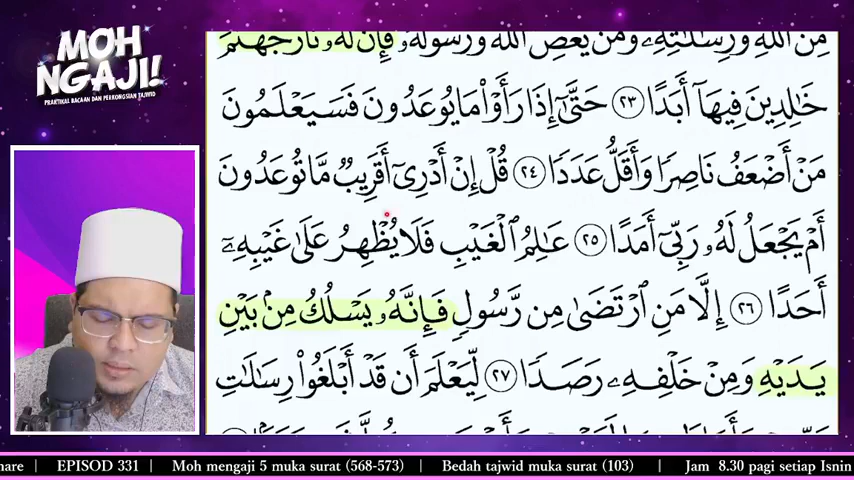 MOH
NGAJI!
PRAKTIKAL BACAAN DAN PERKONGSIAN TAJWID
مِّنَ ٱللَّهِ وَرِسَٰلَٰتِهِۦ وَمَن يَعْصِ ٱللَّهَ وَرَسُولَهُۥ فَإِنَّ لَهُۥ نَارَ جَهَنَّمَ
خَٰلِدِينَ فِيهَآ أَبَدًا ٢٣ حَتَّىٰٓ إِذَا رَأَوْا۟ مَا يُوعَدُونَ فَسَيَعْلَمُونَ
مَنْ أَضْعَفُ نَاصِرًا وَأَقَلُّ عَدَدًا ٢٤ قُلْ إِنْ أَدْرِىٓ أَقَرِيبٌ مَّا تُوعَدُونَ
أَمْ يَجْعَلُ لَهُۥ رَبِّىٓ أَمَدًا ٢٥ عَٰلِمُ ٱلْغَيْبِ فَلَا يُظْهِرُ عَلَىٰ غَيْبِهِۦٓ
أَحَدًا ٢٦ إِلَّا مَنِ ٱرْتَضَىٰ مِن رَّسُولٍ فَإِنَّهُۥ يَسْلُكُ مِنۢ بَيْنِ
يَدَيْهِ وَمِنْ خَلْفِهِۦ رَصَدًا ٢٧ لِّيَعْلَمَ أَن قَدْ أَبْلَغُوا۟ رِسَٰلَٰتِ
hare | EPISOD 331 | Moh mengaji 5 muka surat (568-573) | Bedah tajwid muka surat (103) | Jam 8.30 pagi setiap Isnin